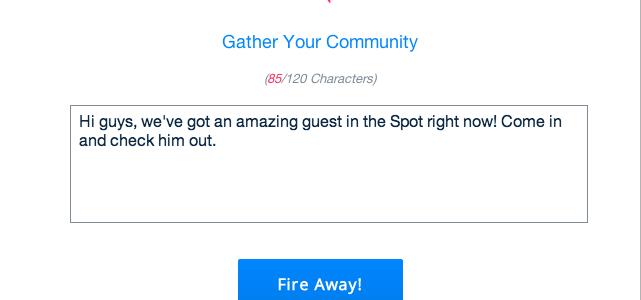 Gather Your Community
(85/120 Characters)
Hi guys, we've got an amazing guest in the Spot right now! Come in
and check him out.
Fire Away!